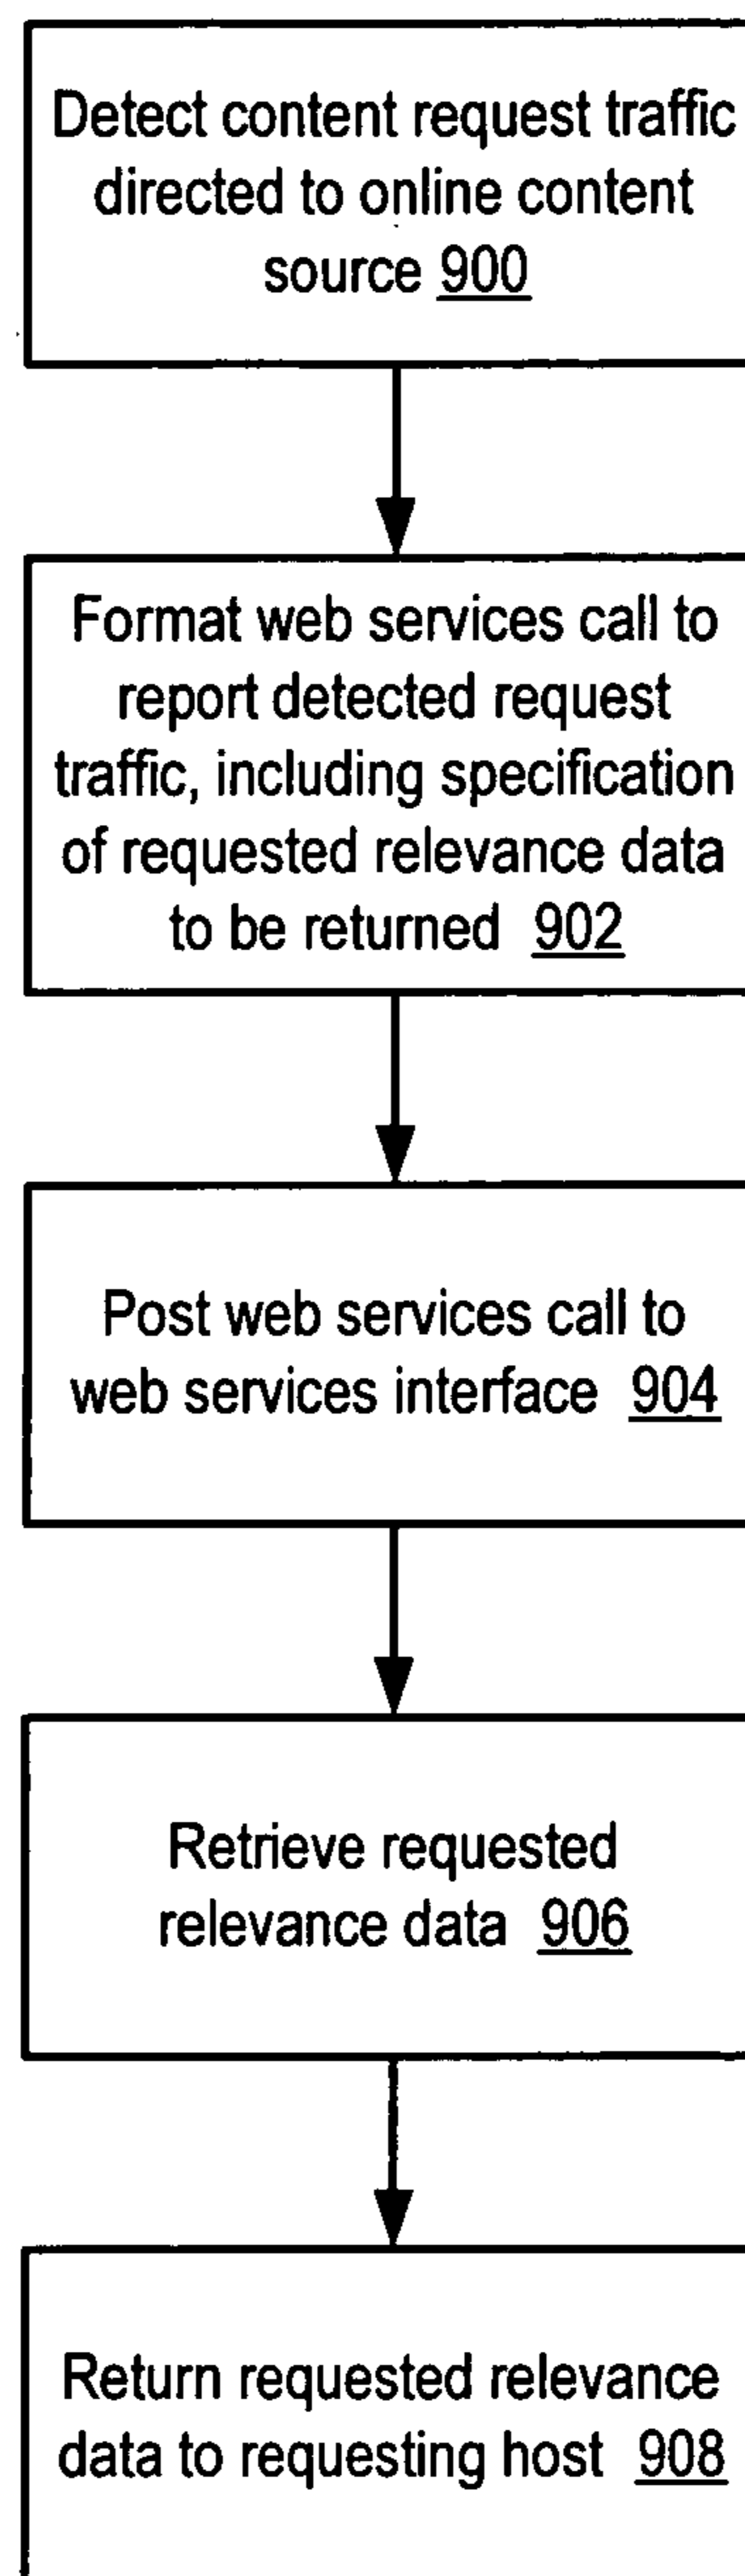 Detect content request traffic
directed to online content
source 900
Format web services call to
report detected request
traffic, including specification
of requested relevance data
to be returned 902
Post web services call to
web services interface 904
Retrieve requested
relevance data 906
Return requested relevance
data to requesting host 908